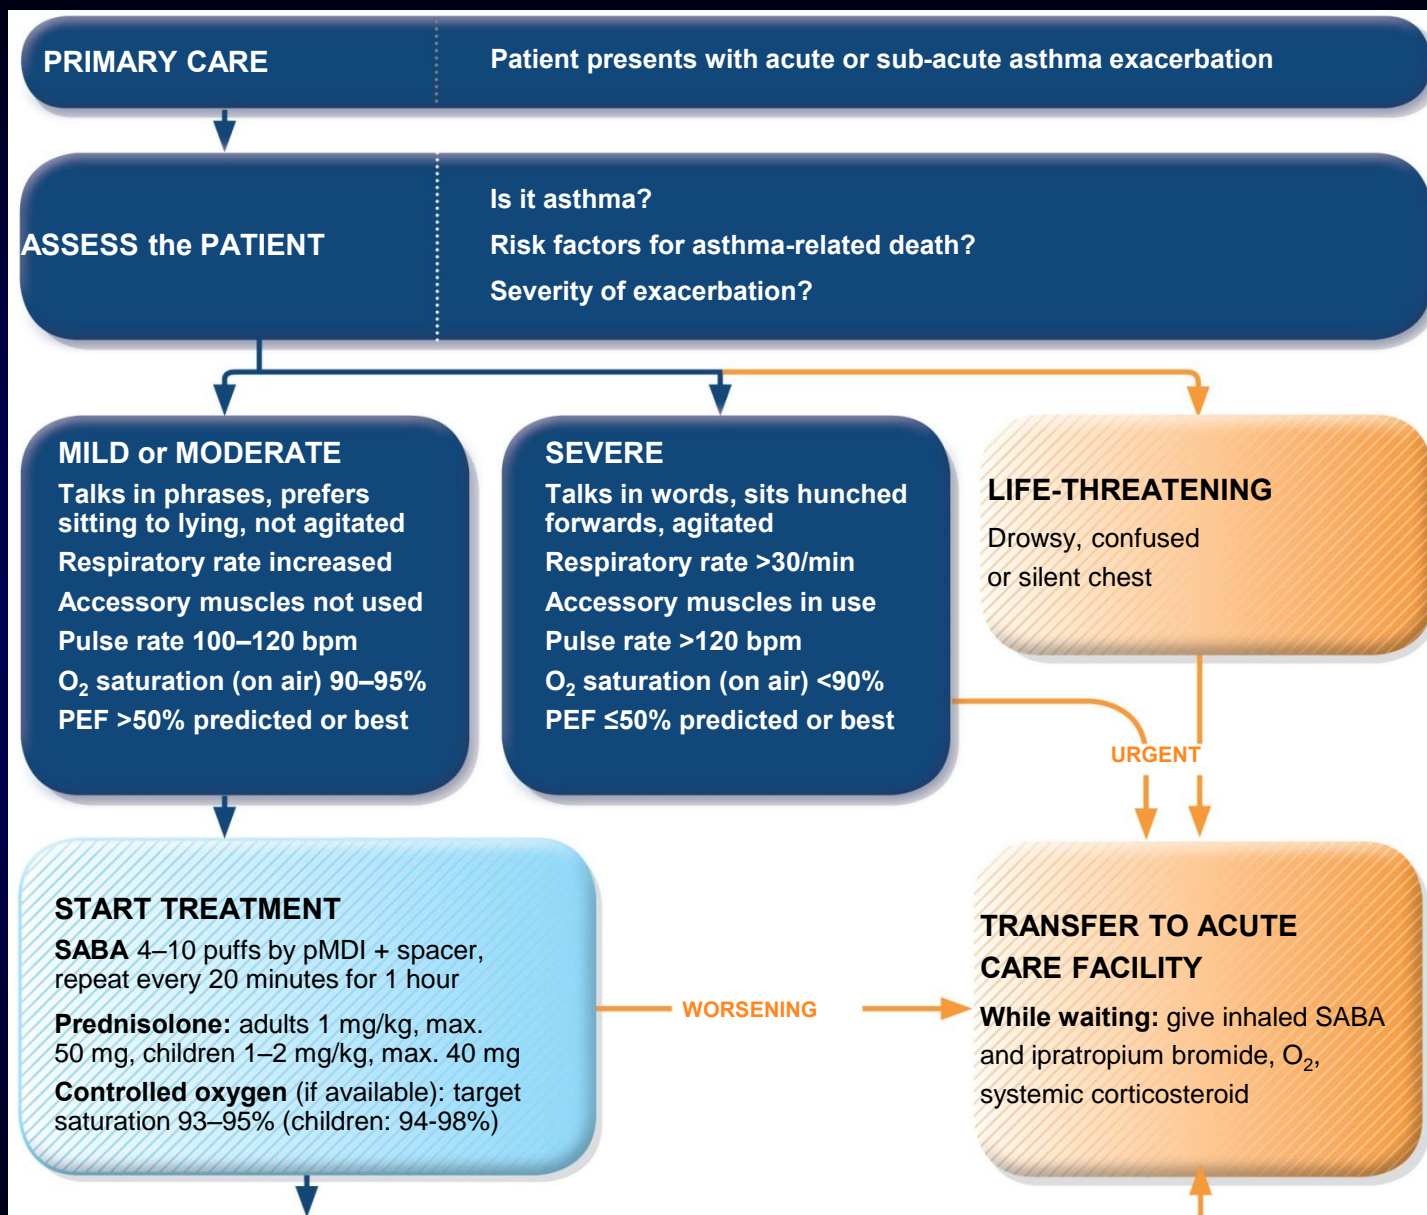 PRIMARY CARE
Patient presents with acute or sub-acute asthma exacerbation
ASSESS the PATIENT
Is it asthma?
Risk factors for asthma-related death?
Severity of exacerbation?
MILD or MODERATE
Talks in phrases, prefers
sitting to lying, not agitated
Respiratory rate increased
Accessory muscles not used
Pulse rate 100–120 bpm
O₂ saturation (on air) 90–95%
PEF >50% predicted or best
SEVERE
Talks in words, sits hunched
forwards, agitated
Respiratory rate >30/min
Accessory muscles in use
Pulse rate >120 bpm
O₂ saturation (on air) <90%
PEF ≤50% predicted or best
LIFE-THREATENING
Drowsy, confused
or silent chest
URGENT
START TREATMENT
SABA 4–10 puffs by pMDI + spacer,
repeat every 20 minutes for 1 hour
Prednisolone: adults 1 mg/kg, max.
50 mg, children 1–2 mg/kg, max. 40 mg
Controlled oxygen (if available): target
saturation 93–95% (children: 94-98%)
WORSENING
TRANSFER TO ACUTE
CARE FACILITY
While waiting: give inhaled SABA
and ipratropium bromide, O₂,
systemic corticosteroid